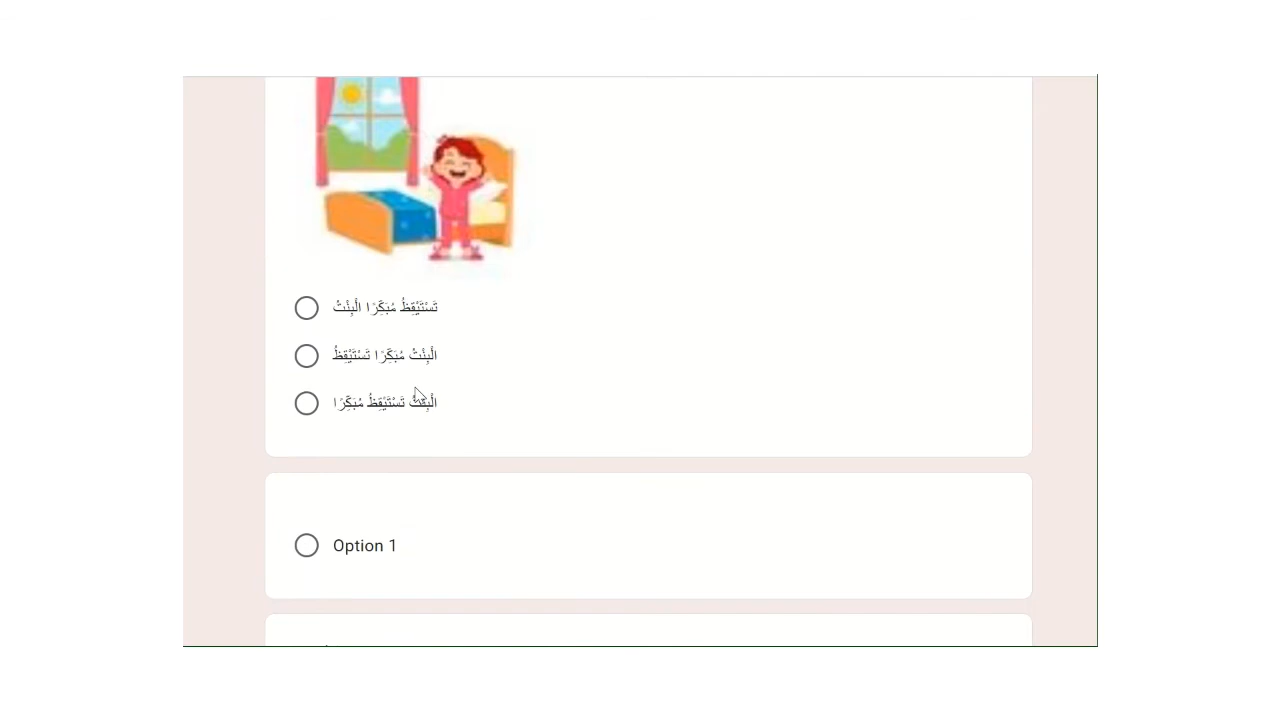 تَسْتَيْقِظُ مُبَكِّرًا الْبِنْتُ
الْبِنْتُ مُبَكِّرًا تَسْتَيْقِظُ
الْبِنْتُ تَسْتَيْقِظُ مُبَكِّرًا
Option 1